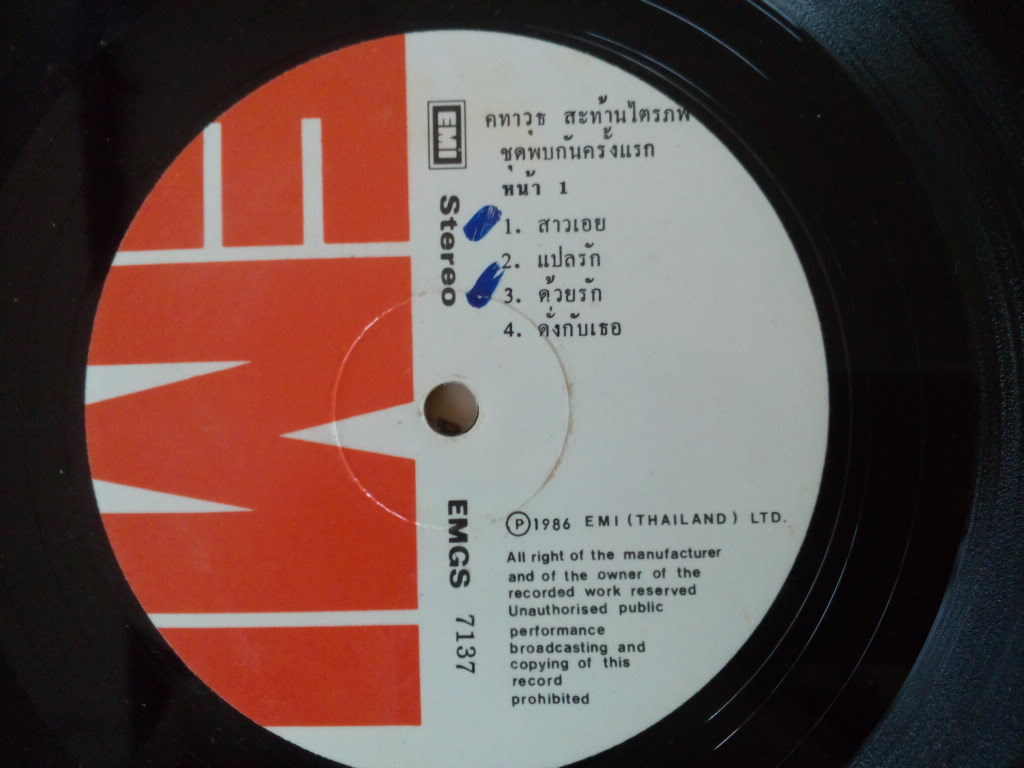 EMI
EMI
Stereo
คทาวุธ สะท้านไตรภพ
ชุดพบกันครั้งแรก
หน้า 1
1. สาวเอย
2. แปลรัก
3. ด้วยรัก
4. ดั่งกับเธอ
EMGS 7137
Ⓟ1986 EMI (THAILAND) LTD.
All right of the manufacturer
and of the owner of the
recorded work reserved
Unauthorised public
performance
broadcasting and
copying of this
record
prohibited